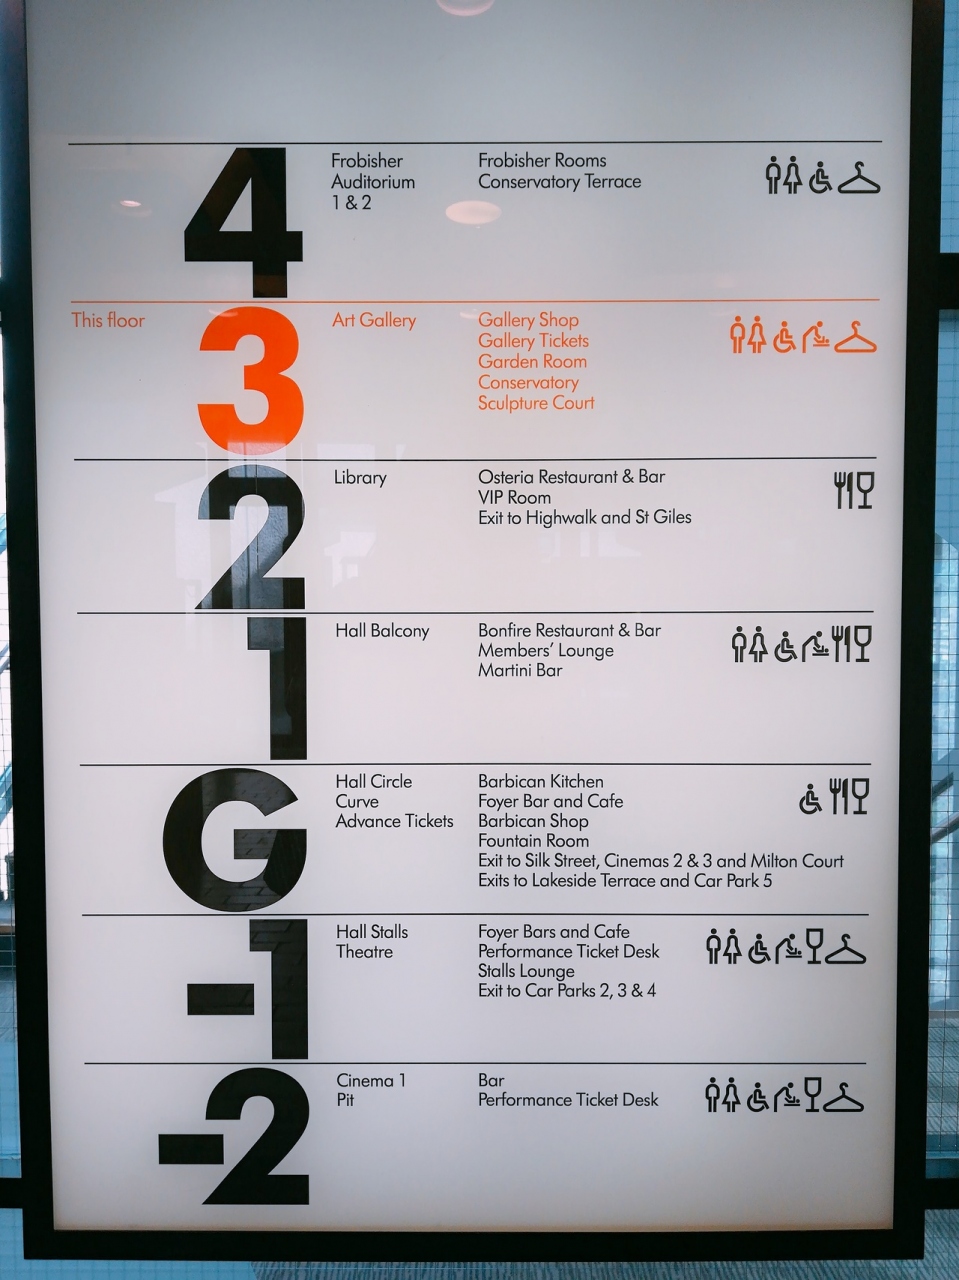 4
Frobisher
Auditorium
1 & 2
Frobisher Rooms
Conservatory Terrace
This floor
3
Art Gallery
Gallery Shop
Gallery Tickets
Garden Room
Conservatory
Sculpture Court
2
Library
Osteria Restaurant & Bar
VIP Room
Exit to Highwalk and St Giles
1
Hall Balcony
Bonfire Restaurant & Bar
Members’ Lounge
Martini Bar
G
Hall Circle
Curve
Advance Tickets
Barbican Kitchen
Foyer Bar and Cafe
Barbican Shop
Fountain Room
Exit to Silk Street, Cinemas 2 & 3 and Milton Court
Exits to Lakeside Terrace and Car Park 5
-1
Hall Stalls
Theatre
Foyer Bars and Cafe
Performance Ticket Desk
Stalls Lounge
Exit to Car Parks 2, 3 & 4
-2
Cinema 1
Pit
Bar
Performance Ticket Desk